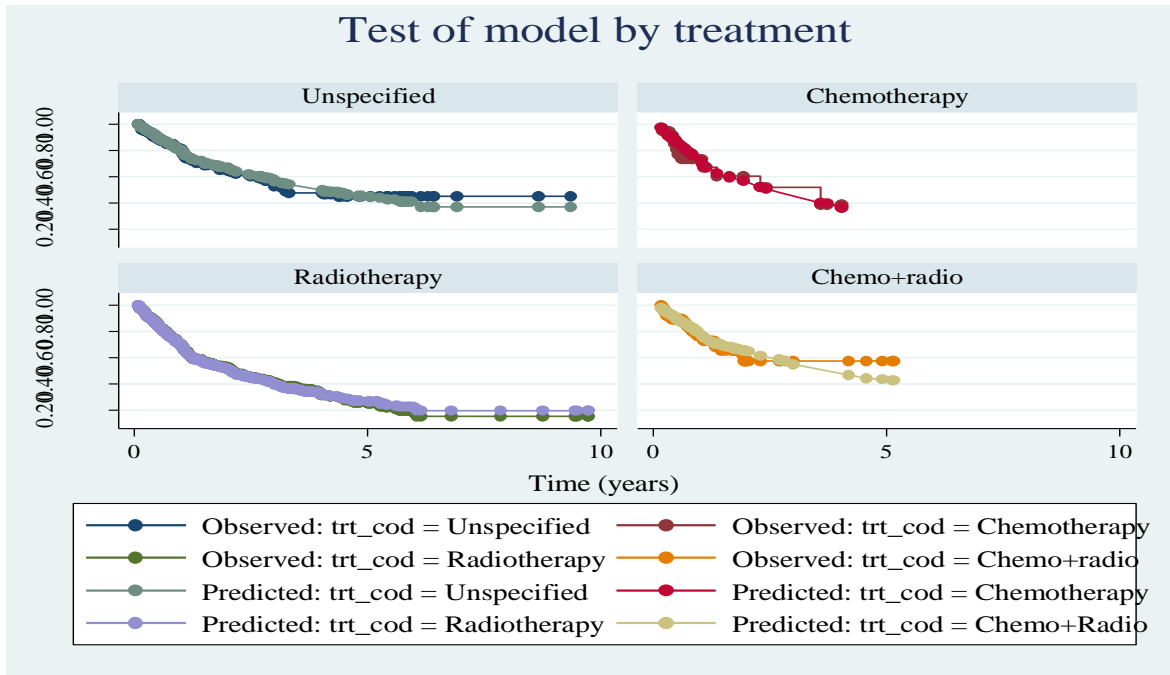 Test of model by treatment
Unspecified
Chemotherapy
0.20.40.60.81.00
Radiotherapy
Chemo+radio
0.20.40.60.81.00
0
5
10
0
5
10
Time (years)
Observed: trt_cod = Unspecified
Observed: trt_cod = Chemotherapy
Observed: trt_cod = Radiotherapy
Observed: trt_cod = Chemo+radio
Predicted: trt_cod = Unspecified
Predicted: trt_cod = Chemotherapy
Predicted: trt_cod = Radiotherapy
Predicted: trt_cod = Chemo+Radio